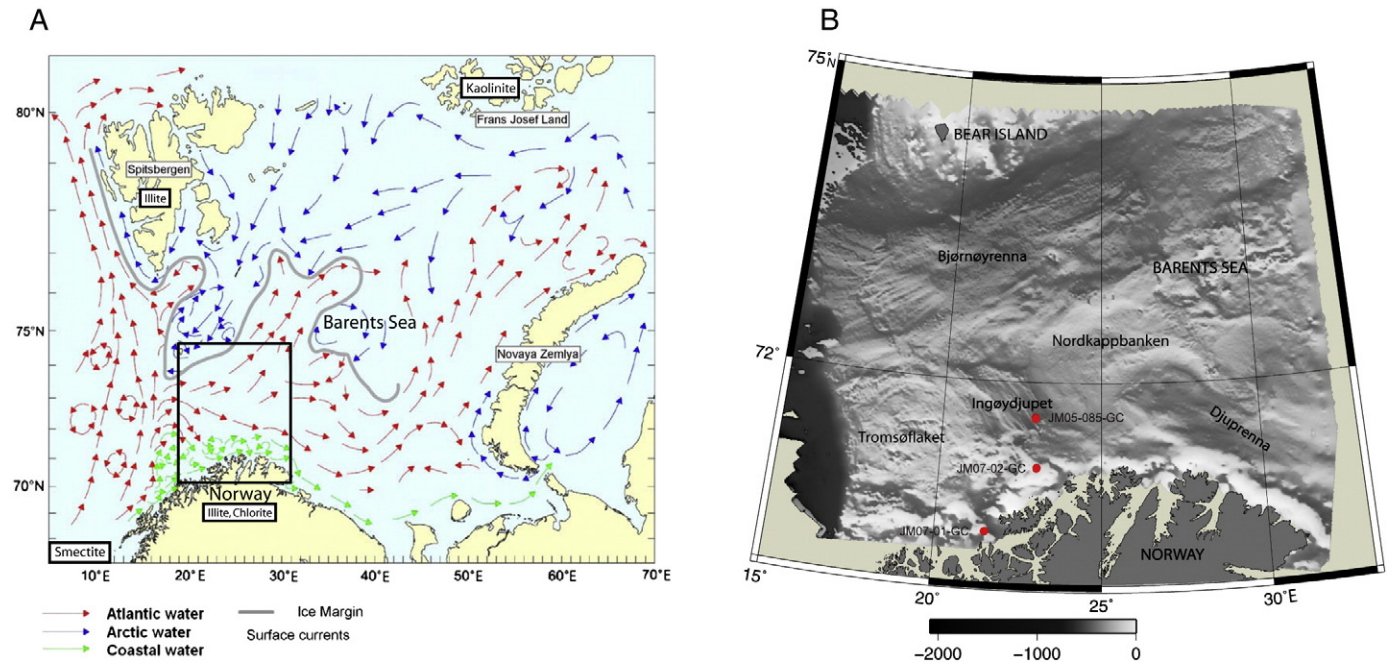 A
Kaolinite
Frans Josef Land
Spitsbergen
Illite
Barents Sea
Novaya Zemlya
Norway
Illite, Chlorite
Smectite
80°N
75°N
70°N
10°E 20°E 30°E 40°E 50°E 60°E 70°E
Atlantic water
Arctic water
Coastal water
Ice Margin
Surface currents
B
75°N
BEAR ISLAND
Bjørnøyrenna
BARENTS SEA
Nordkappbanken
72°
Ingøydjupet
JM05-085-GC
Djuprenna
Tromsøflaket
JM07-02-GC
JM07-01-GC
NORWAY
15° 20° 25° 30°E
−2000 −1000 0